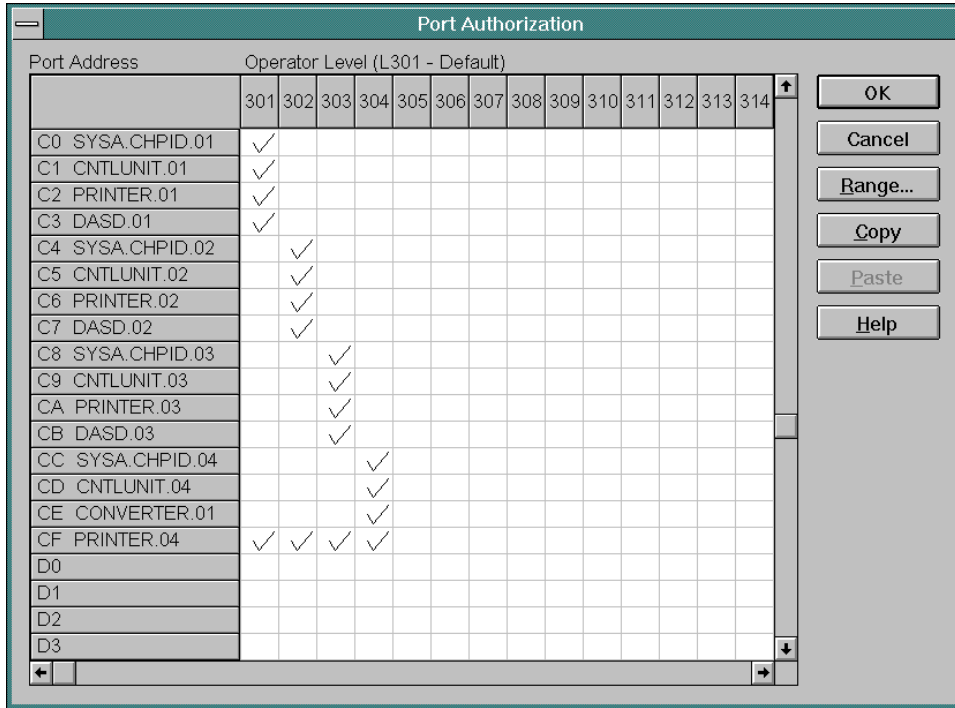 Port Authorization
Port Address Operator Level (L301 - Default)
301 302 303 304 305 306 307 308 309 310 311 312 313 314
C0 SYSA.CHPID.01
C1 CNTLUNIT.01
C2 PRINTER.01
C3 DASD.01
C4 SYSA.CHPID.02
C5 CNTLUNIT.02
C6 PRINTER.02
C7 DASD.02
C8 SYSA.CHPID.03
C9 CNTLUNIT.03
CA PRINTER.03
CB DASD.03
CC SYSA.CHPID.04
CD CNTLUNIT.04
CE CONVERTER.01
CF PRINTER.04
D0
D1
D2
D3
OK
Cancel
Range...
Copy
Paste
Help